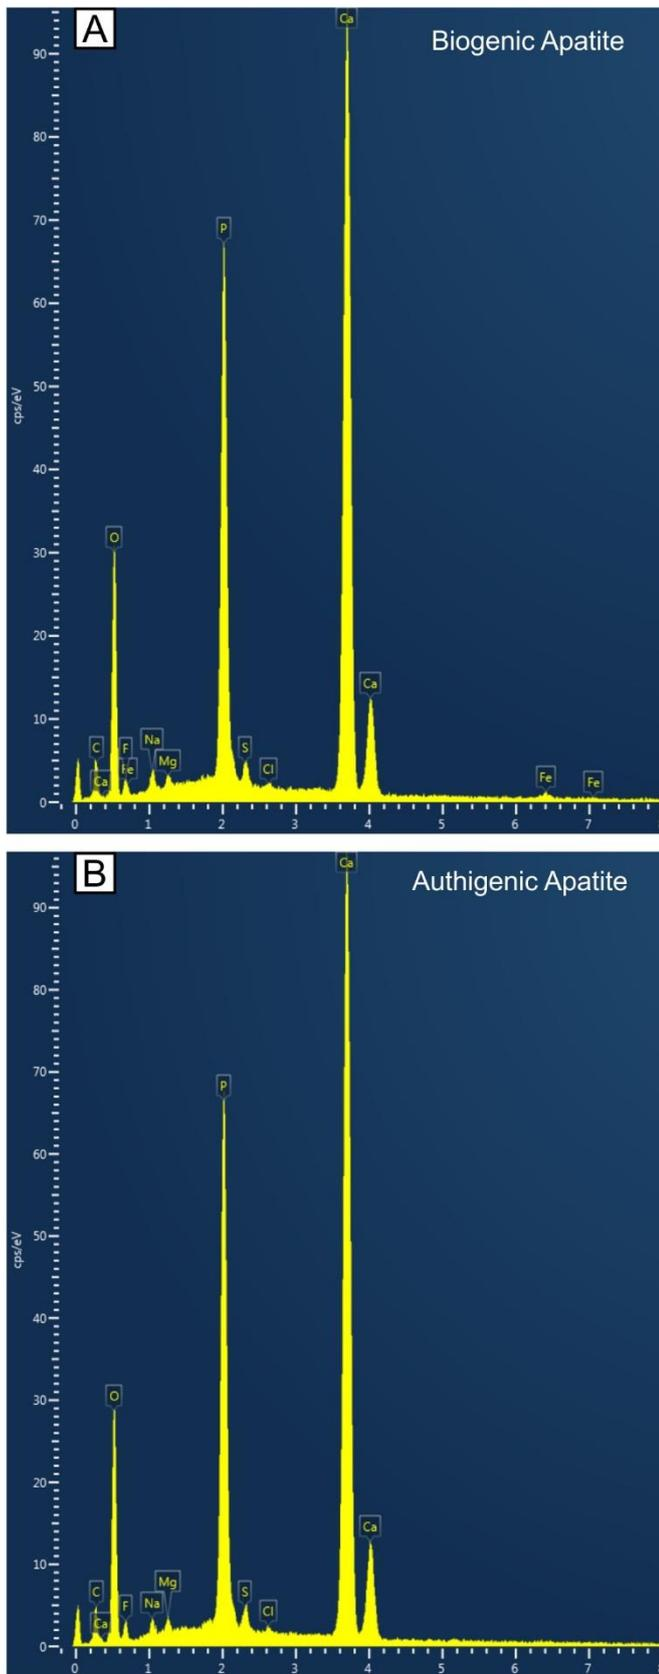 A
Biogenic Apatite
Ca
90
80
70
P
60
50
cps/eV
40
O
30
20
Ca
10
Na
C
F
S
Mg
Fe
Cl
Ca
Fe
Fe
0
0 1 2 3 4 5 6 7
B
Authigenic Apatite
Ca
90
80
70
P
60
50
cps/eV
40
O
30
20
Ca
10
Mg
C
S
Na
F
Cl
Ca
0
0 1 2 3 4 5 6 7